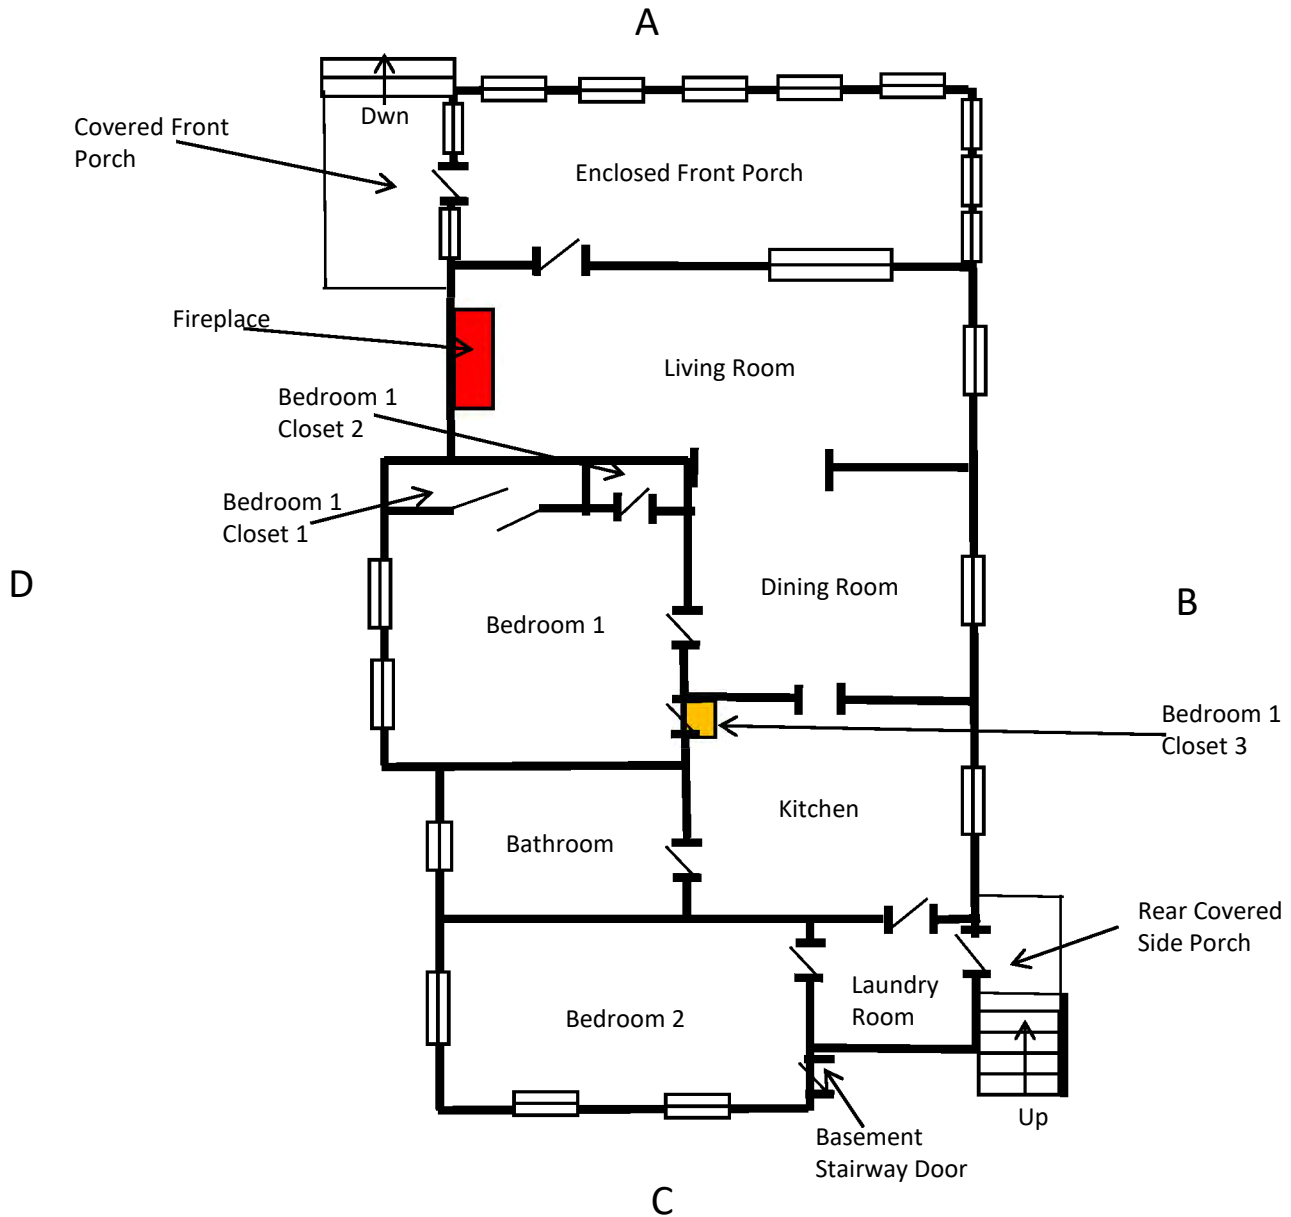 A
Dwn
Covered Front
Porch
Enclosed Front Porch
Fireplace
Living Room
Bedroom 1
Closet 2
Bedroom 1
Closet 1
D
Dining Room
B
Bedroom 1
Bedroom 1
Closet 3
Kitchen
Bathroom
Rear Covered
Side Porch
Laundry
Room
Bedroom 2
Up
Basement
Stairway Door
C